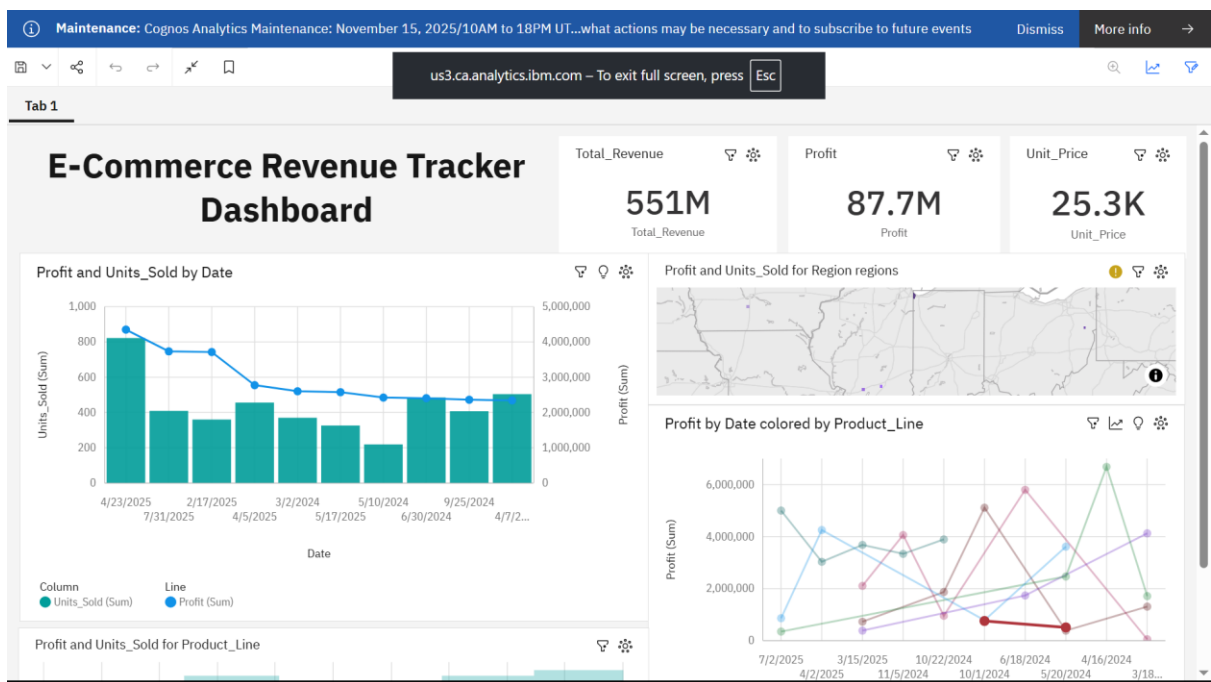 Maintenance: Cognos Analytics Maintenance: November 15, 2025/10AM to 18PM UT...what actions may be necessary and to subscribe to future events
Dismiss
More info
us3.ca.analytics.ibm.com – To exit full screen, press Esc
Tab 1
E-Commerce Revenue Tracker
Dashboard
Total_Revenue
551M
Total_Revenue
Profit
87.7M
Profit
Unit_Price
25.3K
Unit_Price
Profit and Units_Sold by Date
1,000
800
600
400
200
0
Units_Sold (Sum)
5,000,000
4,000,000
3,000,000
2,000,000
1,000,000
0
Profit (Sum)
4/23/2025 2/17/2025 3/2/2024 5/10/2024 9/25/2024
7/31/2025 4/5/2025 5/17/2025 6/30/2024 4/7/2...
Date
Column
Units_Sold (Sum)
Line
Profit (Sum)
Profit and Units_Sold for Region regions
Profit by Date colored by Product_Line
6,000,000
4,000,000
2,000,000
0
Profit (Sum)
7/2/2025 3/15/2025 10/22/2024 6/18/2024 4/16/2024
4/2/2025 11/5/2024 10/1/2024 5/20/2024 3/18...
Profit and Units_Sold for Product_Line